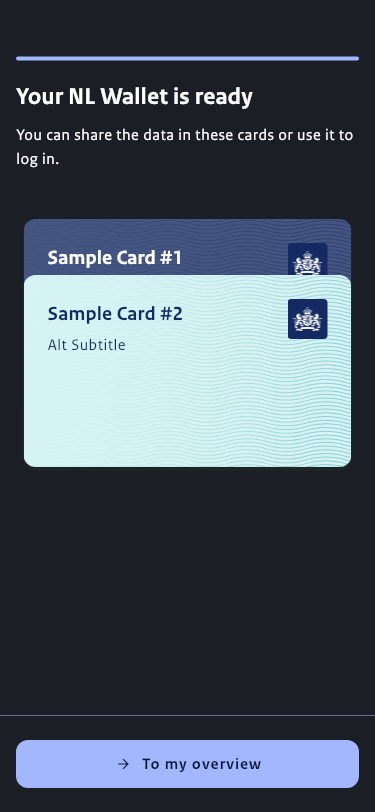 Your NL Wallet is ready
You can share the data in these cards or use it to
log in.
Sample Card #1
Sample Card #2
Alt Subtitle
To my overview